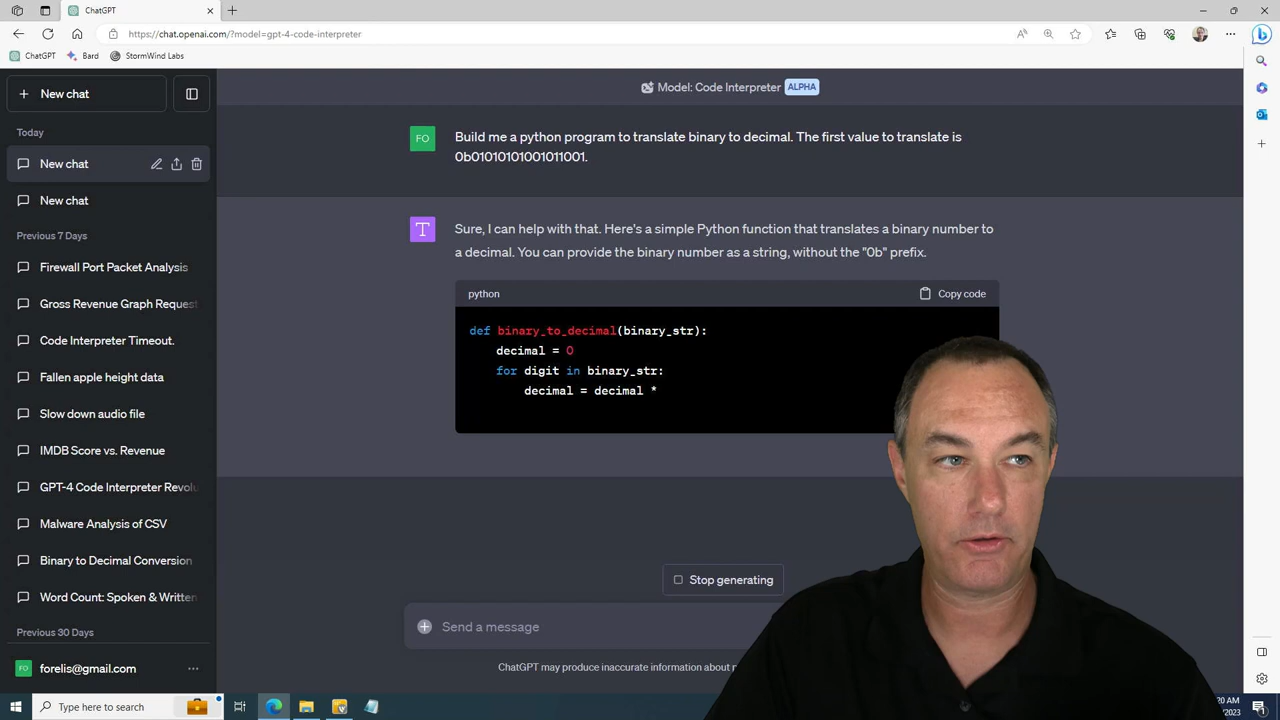 ChatGPT
https://chat.openai.com/?model=gpt-4-code-interpreter
ChatGPT
Bard
StormWind Labs
New chat
Model: Code Interpreter ALPHA
Today
New chat
New chat
Previous 7 Days
Firewall Port Packet Analysis
Gross Revenue Graph Request
Code Interpreter Timeout.
Fallen apple height data
Slow down audio file
IMDB Score vs. Revenue
GPT-4 Code Interpreter Revolu
Malware Analysis of CSV
Binary to Decimal Conversion
Word Count: Spoken & Written
Previous 30 Days
forelis@gmail.com
FO
Build me a python program to translate binary to decimal. The first value to translate is
0b01010101001011001.
T
Sure, I can help with that. Here's a simple Python function that translates a binary number to
a decimal. You can provide the binary number as a string, without the "0b" prefix.
python
Copy code
def binary_to_decimal(binary_str):
decimal = 0
for digit in binary_str:
decimal = decimal *
Stop generating
Send a message
ChatGPT may produce inaccurate information about
FO
Type here to search
20 AM
/2023
1